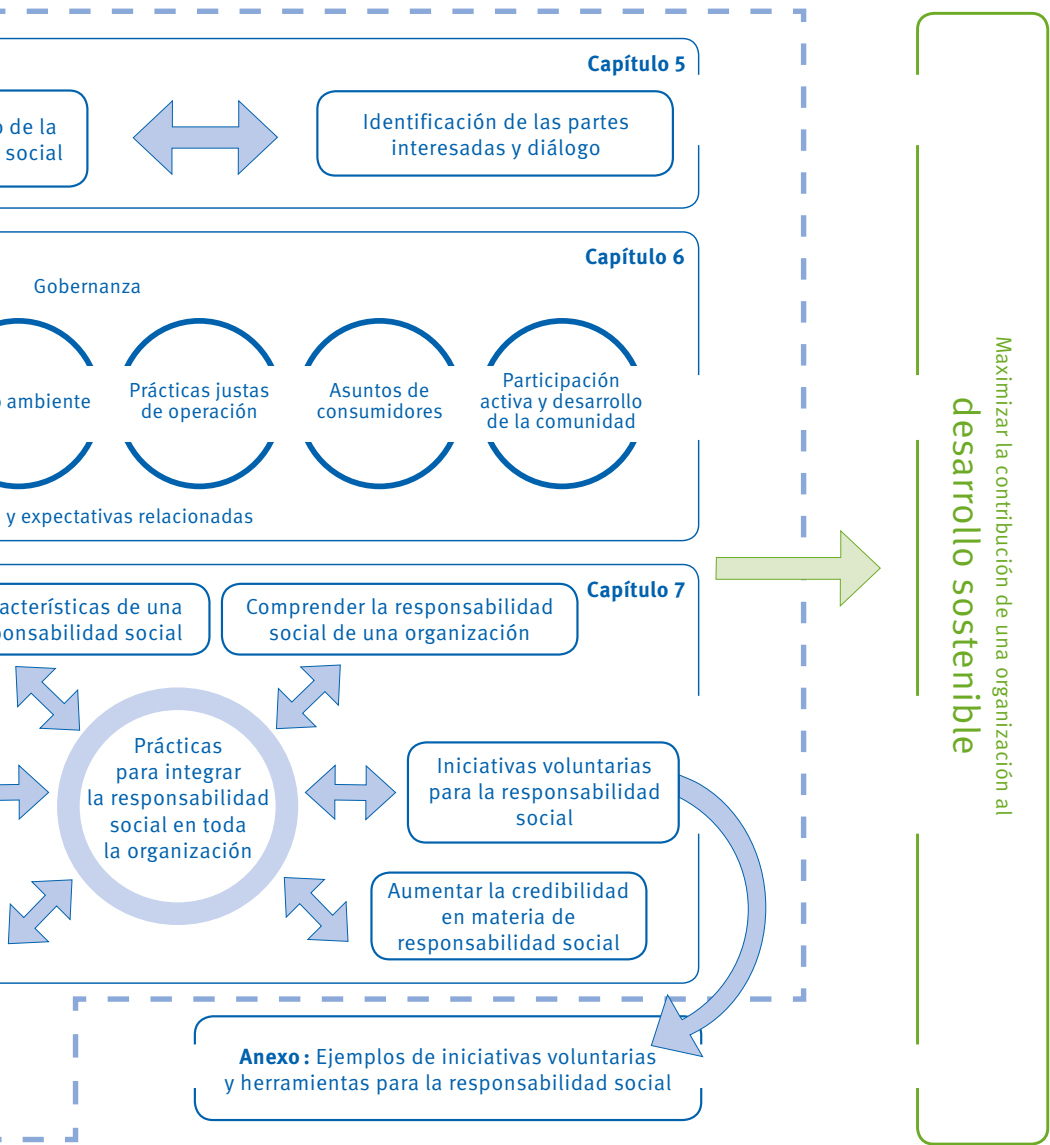 Capítulo 5
o de la
social
Identificación de las partes
interesadas y diálogo
Capítulo 6
Gobernanza
o ambiente
Prácticas justas
de operación
Asuntos de
consumidores
Participación
activa y desarrollo
de la comunidad
y expectativas relacionadas
Capítulo 7
acterísticas de una
ponsabilidad social
Comprender la responsabilidad
social de una organización
Prácticas
para integrar
la responsabilidad
social en toda
la organización
Iniciativas voluntarias
para la responsabilidad
social
Aumentar la credibilidad
en materia de
responsabilidad social
Anexo : Ejemplos de iniciativas voluntarias
y herramientas para la responsabilidad social
Maximizar la contribución de una organización al
desarrollo sostenible